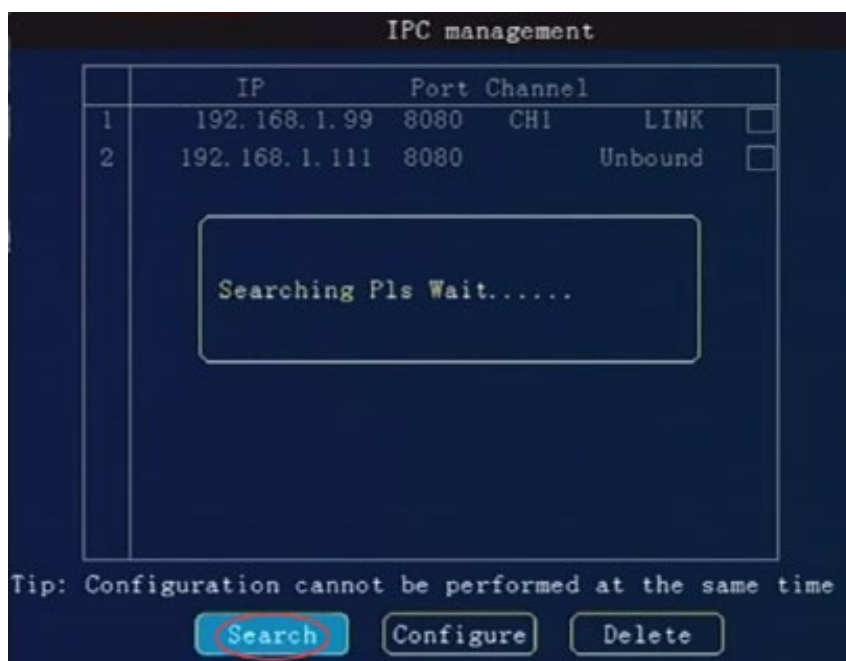 IPC management
IP Port Channel
1 192.168.1.99 8080 CH1 LINK
2 192.168.1.111 8080 Unbound
Searching Pls Wait......
Tip: Configuration cannot be performed at the same time
Search Configure Delete